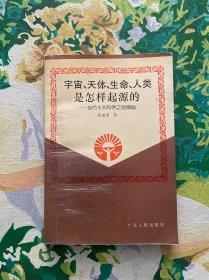 宇宙、天体、生命、人类
是怎样起源的
——当代十大科学之谜揭秘
著
广东人民出版社